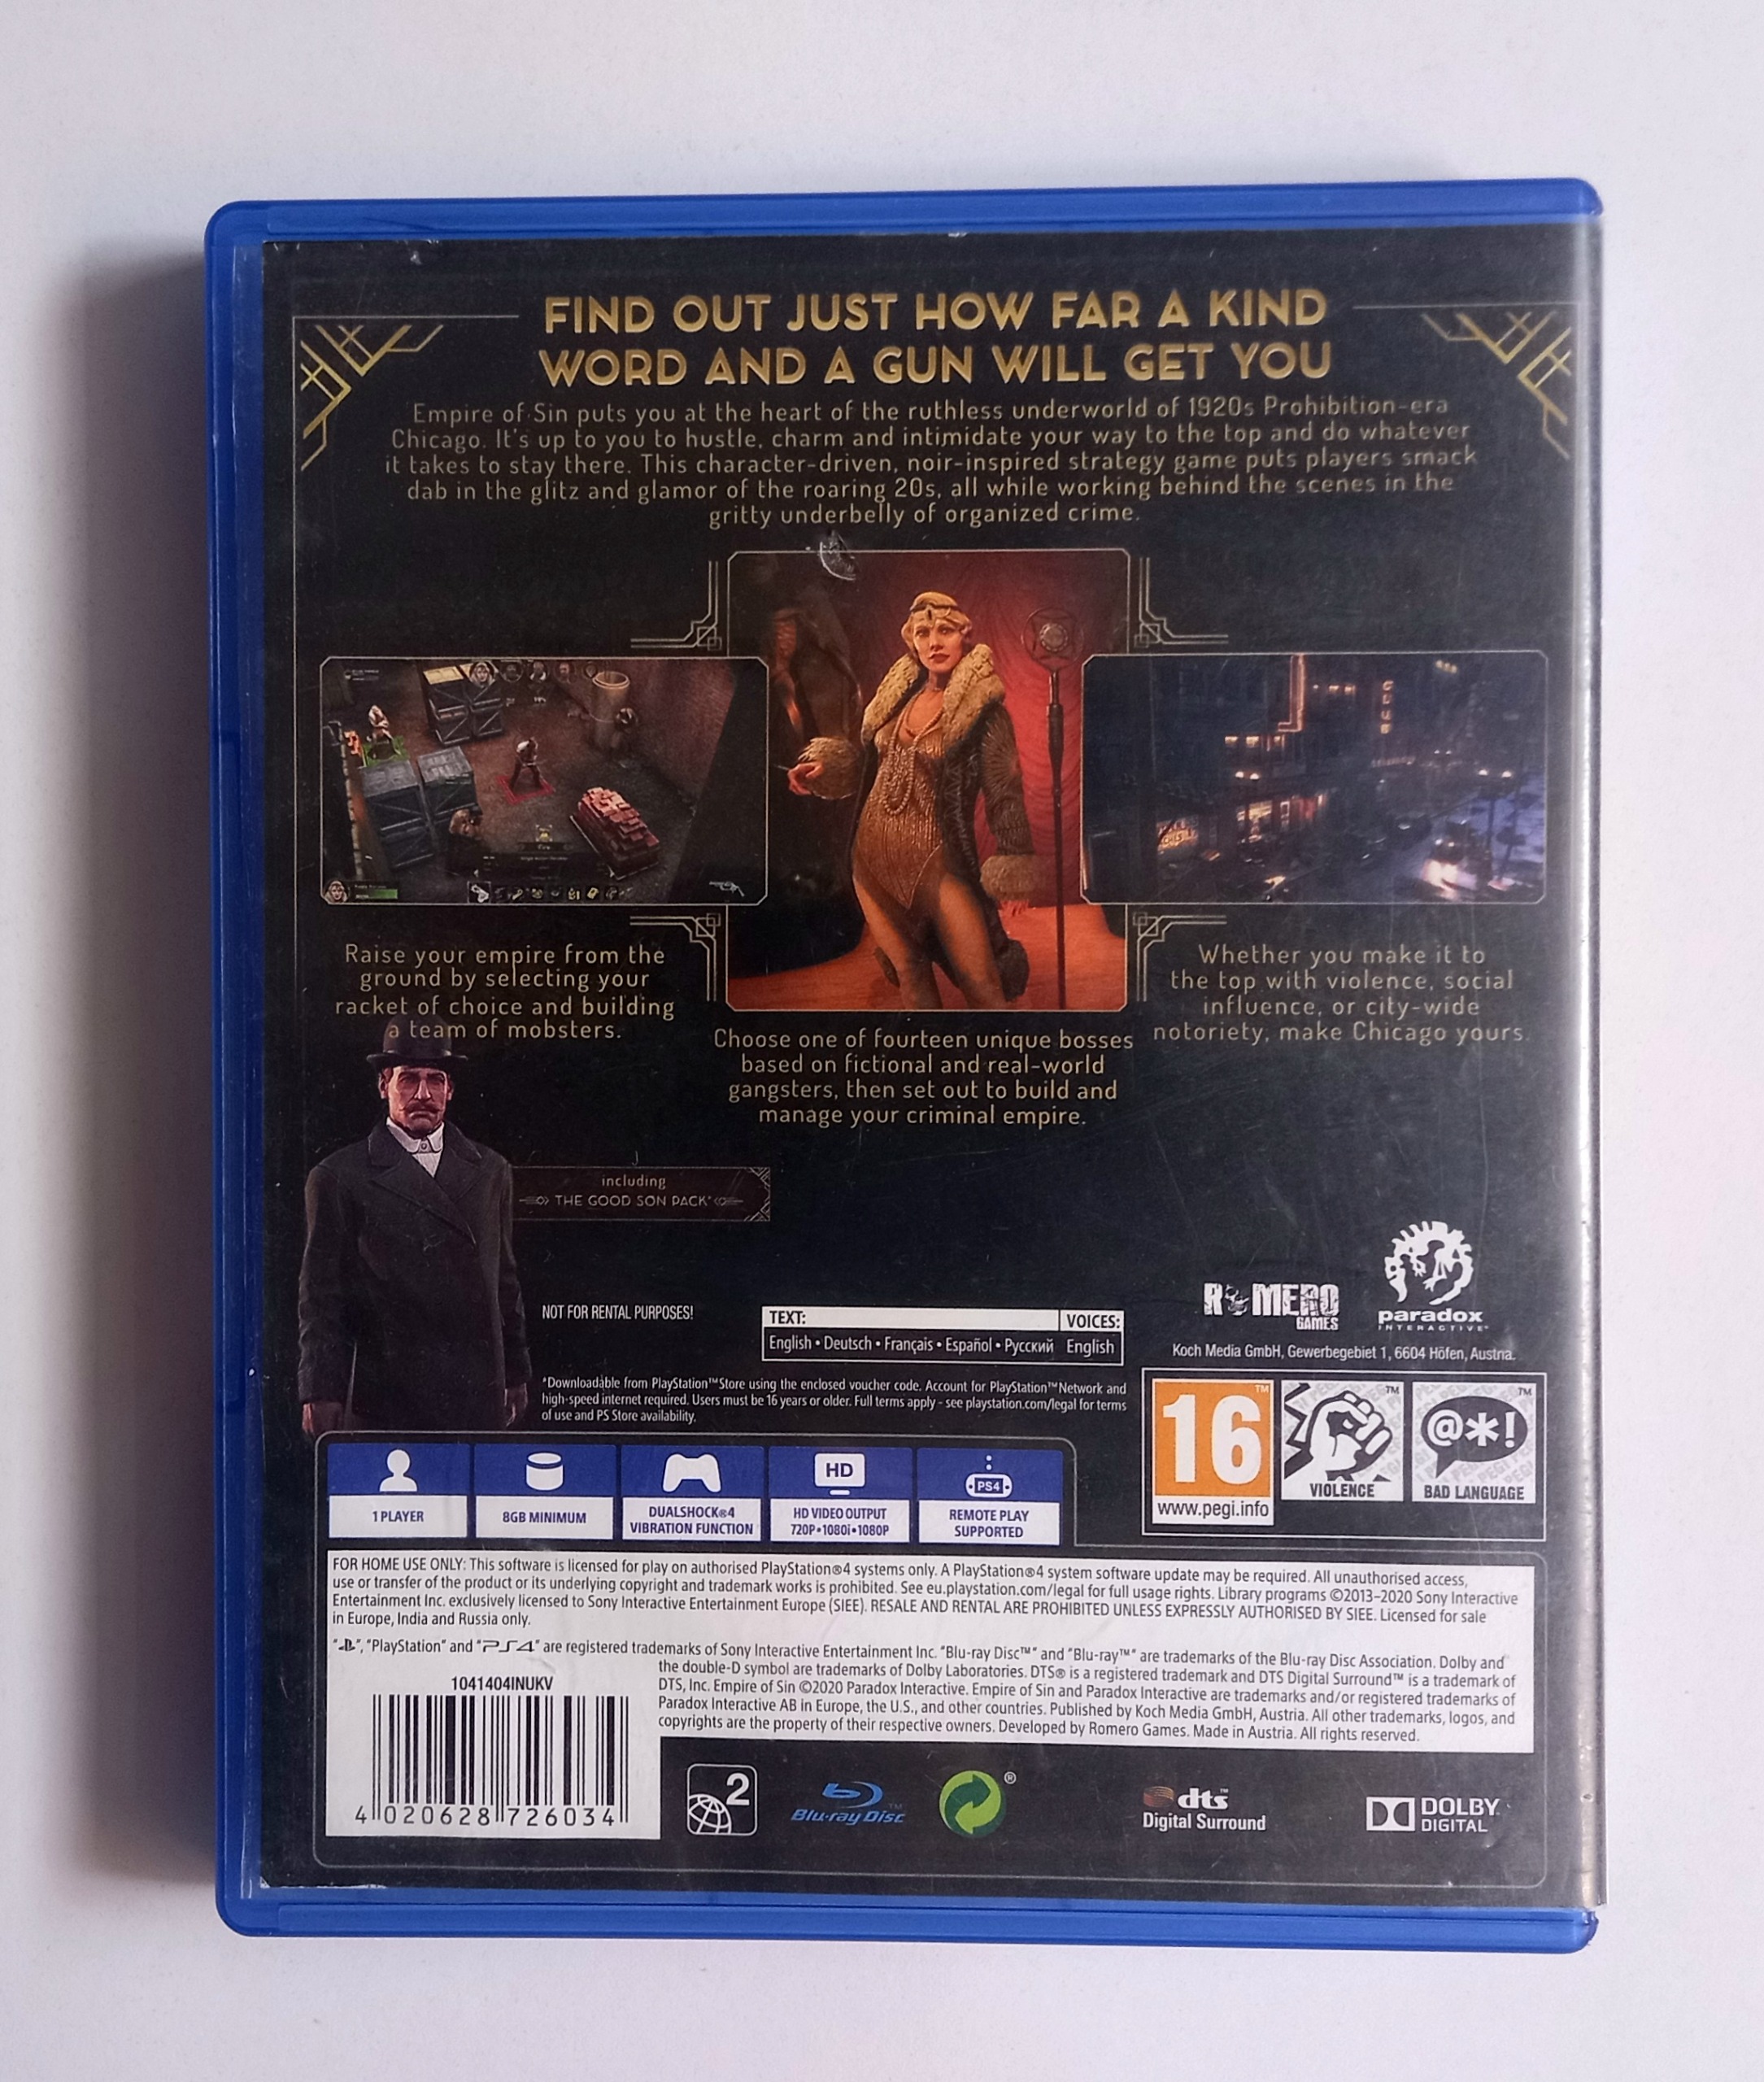 FIND OUT JUST HOW FAR A KIND
WORD AND A GUN WILL GET YOU
Empire of Sin puts you at the heart of the ruthless underworld of 1920s Prohibition-era
Chicago. It's up to you to hustle, charm and intimidate your way to the top and do whatever
it takes to stay there. This character-driven, noir-inspired strategy game puts players smack
dab in the glitz and glamor of the roaring 20s, all while working behind the scenes in the
gritty underbelly of organized crime.
Raise your empire from the
ground by selecting your
racket of choice and building
a team of mobsters.
Choose one of fourteen unique bosses
based on fictional and real-world
gangsters, then set out to build and
manage your criminal empire.
Whether you make it to
the top with violence, social
influence, or city-wide
notoriety, make Chicago yours.
including
THE GOOD SON PACK*
NOT FOR RENTAL PURPOSES!
TEXT: VOICES:
English • Deutsch • Français • Español • Русский English
ROMERO
GAMES
paradox
INTERACTIVE
Koch Media GmbH, Gewerbegebiet 1, 6604 Höfen, Austria.
*Downloadable from PlayStation™Store using the enclosed voucher code. Account for PlayStation™Network and
high-speed internet required. Users must be 16 years or older. Full terms apply - see playstation.com/legal for terms
of use and PS Store availability.
16™
www.pegi.info
VIOLENCE
@*!
BAD LANGUAGE
1 PLAYER
8GB MINIMUM
DUALSHOCK®4
VIBRATION FUNCTION
HD
HD VIDEO OUTPUT
720P•1080i•1080P
PS4
REMOTE PLAY
SUPPORTED
FOR HOME USE ONLY: This software is licensed for play on authorised PlayStation®4 systems only. A PlayStation®4 system software update may be required. All unauthorised access,
use or transfer of the product or its underlying copyright and trademark works is prohibited. See eu.playstation.com/legal for full usage rights. Library programs ©2013-2020 Sony Interactive
Entertainment Inc. exclusively licensed to Sony Interactive Entertainment Europe (SIEE). RESALE AND RENTAL ARE PROHIBITED UNLESS EXPRESSLY AUTHORISED BY SIEE. Licensed for sale
in Europe, India and Russia only.
"PlayStation" and "PS4" are registered trademarks of Sony Interactive Entertainment Inc. "Blu-ray Disc™" and "Blu-ray™" are trademarks of the Blu-ray Disc Association. Dolby and
the double-D symbol are trademarks of Dolby Laboratories. DTS® is a registered trademark and DTS Digital Surround™ is a trademark of
DTS, Inc. Empire of Sin ©2020 Paradox Interactive. Empire of Sin and Paradox Interactive are trademarks and/or registered trademarks of
Paradox Interactive AB in Europe, the U.S., and other countries. Published by Koch Media GmbH, Austria. All other trademarks, logos, and
copyrights are the property of their respective owners. Developed by Romero Games. Made in Austria. All rights reserved.
1041404INUKV
4 020628 726034
2
Blu-ray Disc™
®
dts™
Digital Surround
DOLBY
DIGITAL